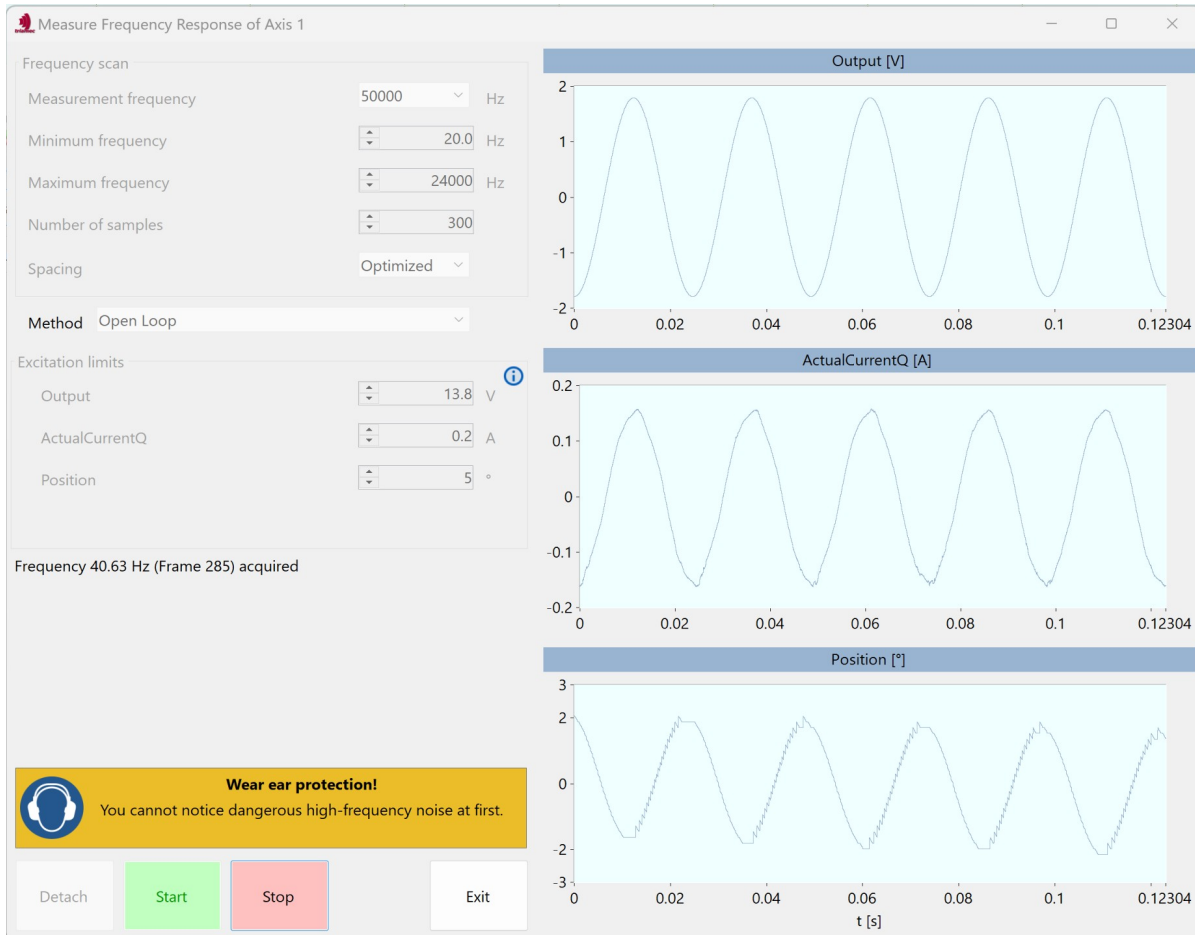 Measure Frequency Response of Axis 1
Frequency scan
Measurement frequency 50000 Hz
Minimum frequency 20.0 Hz
Maximum frequency 24000 Hz
Number of samples 300
Spacing Optimized
Method Open Loop
Excitation limits
Output 13.8 V
ActualCurrentQ 0.2 A
Position 5 °
Frequency 40.63 Hz (Frame 285) acquired
Wear ear protection!
You cannot notice dangerous high-frequency noise at first.
Detach Start Stop Exit
Output [V]
2
1
0
-1
-2
0 0.02 0.04 0.06 0.08 0.1 0.12304
ActualCurrentQ [A]
0.2
0.1
0
-0.1
-0.2
0 0.02 0.04 0.06 0.08 0.1 0.12304
Position [°]
3
2
0
-2
-3
0 0.02 0.04 0.06 0.08 0.1 0.12304
t [s]